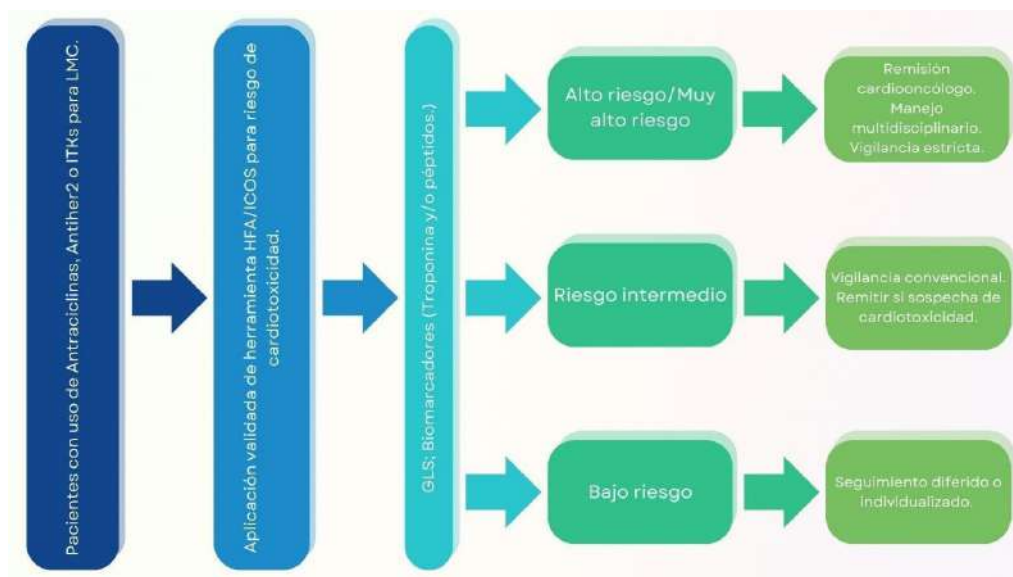 Pacientes con uso de Antraciclinas, Antiher2 o ITKs para LMC.
Aplicación validada de herramienta HFA/ICOS para riesgo de
cardiotoxicidad.
GLS; Biomarcadores (Troponina y/o péptidos.)
Alto riesgo/Muy
alto riesgo
Remisión
cardiooncólogo.
Manejo
multidisciplinario.
Vigilancia estricta.
Riesgo intermedio
Vigilancia convencional.
Remitir si sospecha de
cardiotoxicidad.
Bajo riesgo
Seguimiento diferido o
individualizado.